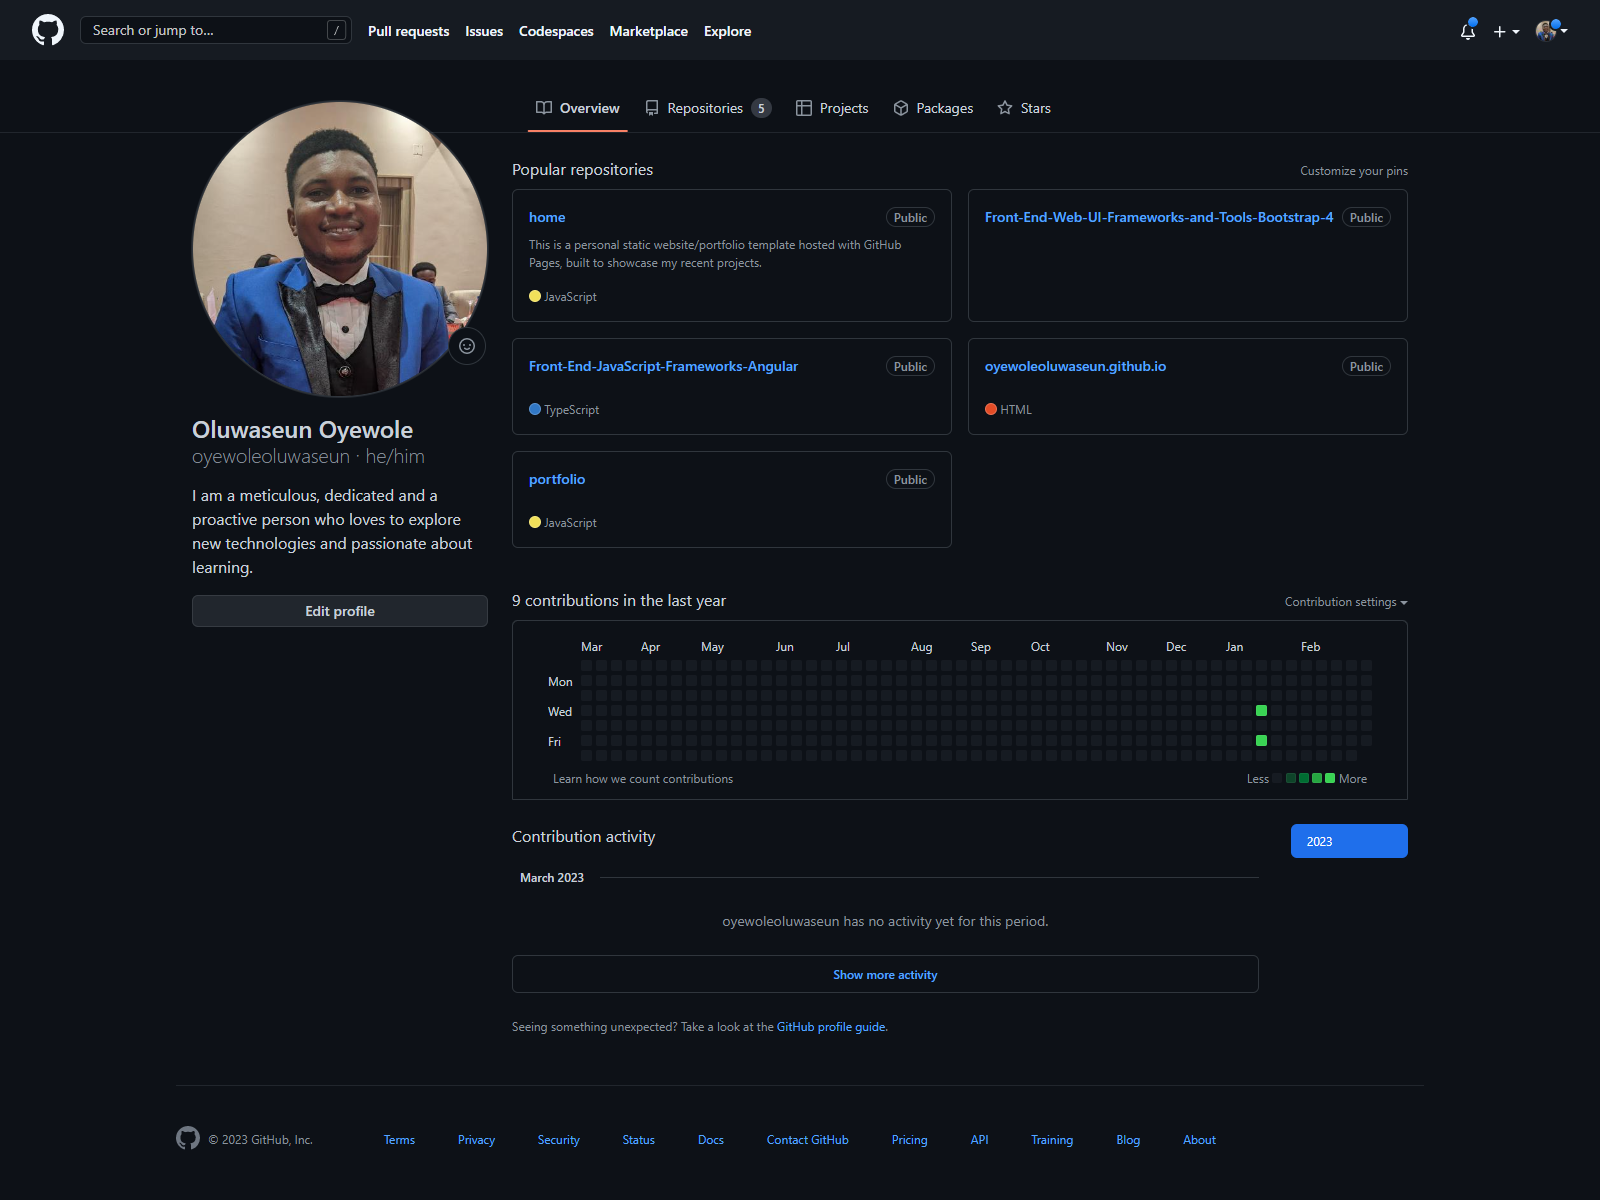 Search or jump to...
/
Pull requests
Issues
Codespaces
Marketplace
Explore
Overview
Repositories 5
Projects
Packages
Stars
Oluwaseun Oyewole
oyewoleoluwaseun · he/him
I am a meticulous, dedicated and a
proactive person who loves to explore
new technologies and passionate about
learning.
Edit profile
Popular repositories
Customize your pins
home
Public
This is a personal static website/portfolio template hosted with GitHub
Pages, built to showcase my recent projects.
JavaScript
Front-End-Web-UI-Frameworks-and-Tools-Bootstrap-4
Public
Front-End-JavaScript-Frameworks-Angular
Public
TypeScript
oyewoleoluwaseun.github.io
Public
HTML
portfolio
Public
JavaScript
9 contributions in the last year
Contribution settings
Mar Apr May Jun Jul Aug Sep Oct Nov Dec Jan Feb
Mon
Wed
Fri
Learn how we count contributions
Less
More
Contribution activity
2023
March 2023
oyewoleoluwaseun has no activity yet for this period.
Show more activity
Seeing something unexpected? Take a look at the GitHub profile guide.
© 2023 GitHub, Inc.
Terms
Privacy
Security
Status
Docs
Contact GitHub
Pricing
API
Training
Blog
About